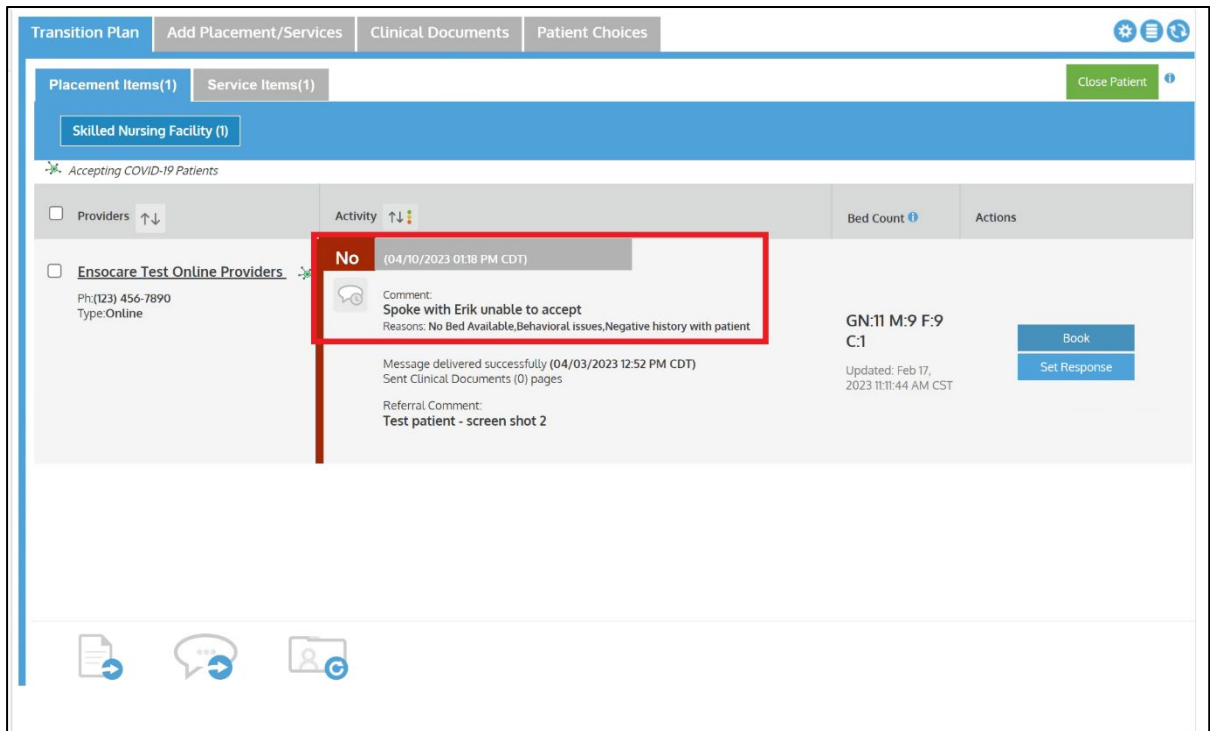 Transition Plan
Add Placement/Services
Clinical Documents
Patient Choices
Placement Items(1)
Service Items(1)
Close Patient
Skilled Nursing Facility (1)
Accepting COVID-19 Patients
Providers
Activity
Bed Count
Actions
No
(04/10/2023 01:18 PM CDT)
Ensocare Test Online Providers
Ph:(123) 456-7890
Type:Online
Comment:
Spoke with Erik unable to accept
Reasons: No Bed Available,Behavioral issues,Negative history with patient
Message delivered successfully (04/03/2023 12:52 PM CDT)
Sent Clinical Documents (0) pages
Referral Comment:
Test patient - screen shot 2
GN:11 M:9 F:9
C:1
Updated: Feb 17,
2023 11:11:44 AM CST
Book
Set Response